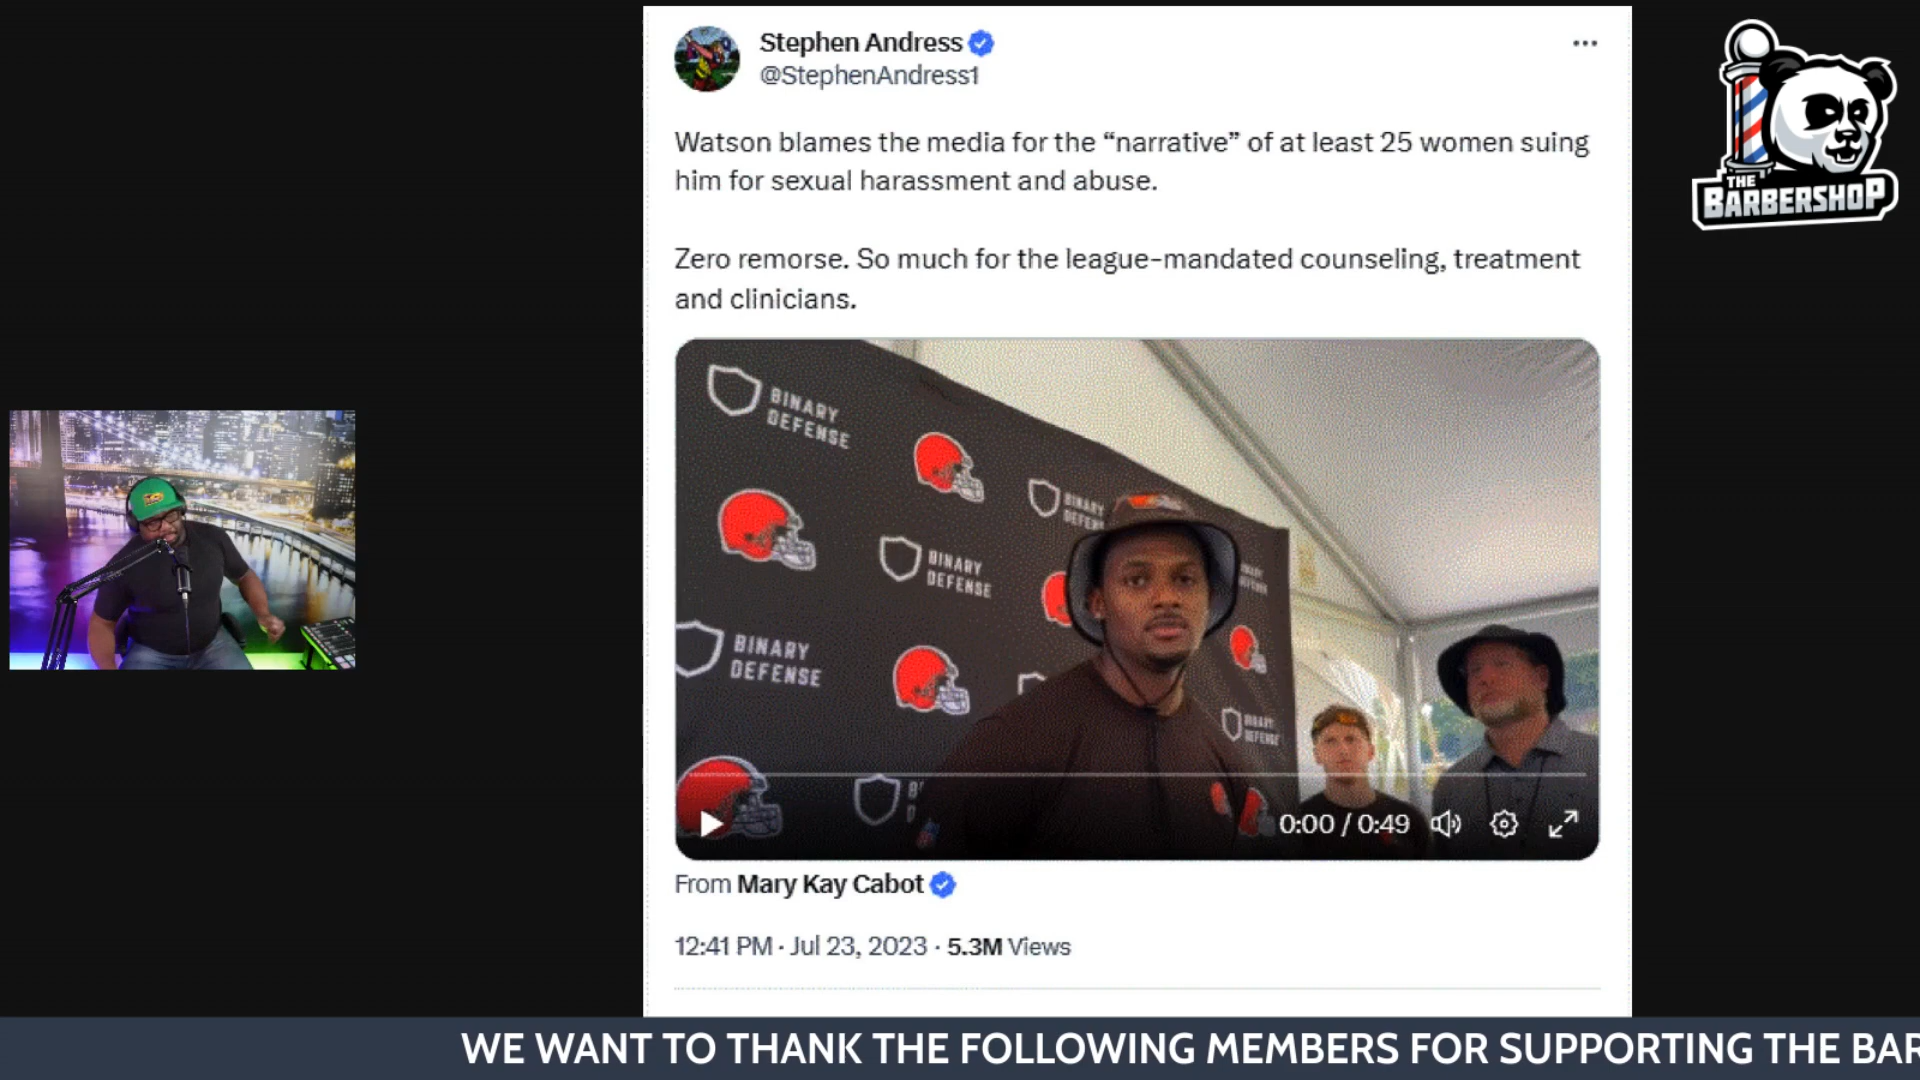 Stephen Andress
@StephenAndress1
THE
BARBERSHOP
Watson blames the media for the “narrative” of at least 25 women suing
him for sexual harassment and abuse.
Zero remorse. So much for the league-mandated counseling, treatment
and clinicians.
BINARY
DEFENSE
BINARY
BINARY
DEFENSE
BINARY
DEFENSE
BINARY
DEFENSE
0:00 / 0:49
From Mary Kay Cabot
12:41 PM · Jul 23, 2023 · 5.3M Views
WE WANT TO THANK THE FOLLOWING MEMBERS FOR SUPPORTING THE BAR